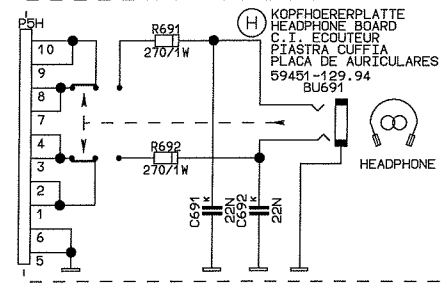 P5H
10
9
8
7
4
3
2
1
6
5
R691
270/1W
R692
270/1W
H
KOPFHOERERPLATTE
HEADPHONE BOARD
C.I. ECOUTEUR
PIASTRA CUFFIA
PLACA DE AURICULARES
59451-129.94
BU691
HEADPHONE
C691
22N
C692
22N